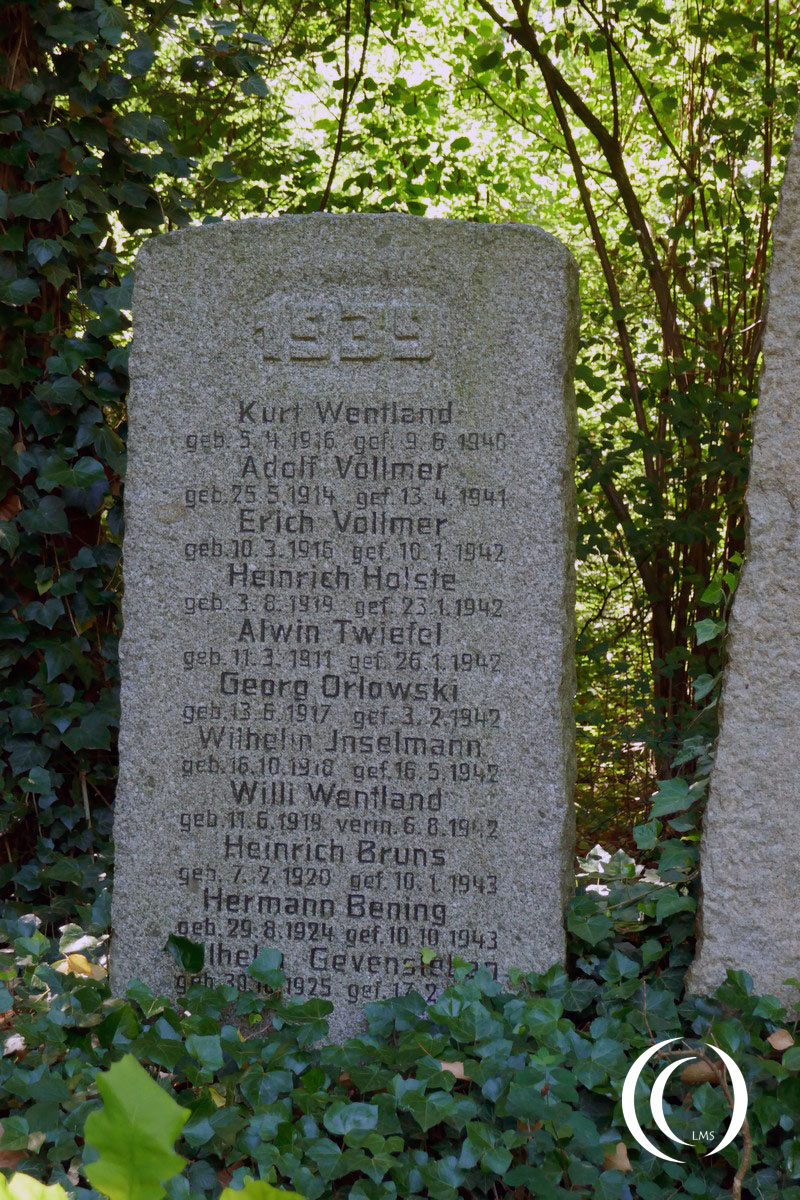 1939
Kurt Wentland
geb. 5.4.1916 gef. 9.6.1940
Adolf Vollmer
geb. 25.5.1914 gef. 13.4.1941
Erich Vollmer
geb. 10.3.1916 gef. 10.1.1942
Heinrich Holste
geb. 3.8.1919 gef. 23.1.1942
Alwin Twiefel
geb. 11.3.1911 gef. 26.1.1942
Georg Orlowski
geb. 13.6.1917 gef. 3.2.1942
Wilhelm Jnselmann
geb. 16.10.1918 gef. 16.5.1942
Willi Wentland
geb. 11.6.1919 verm. 6.8.1942
Heinrich Bruns
geb. 7.2.1920 gef. 10.1.1943
Hermann Bening
geb. 29.8.1924 gef. 10.10.1943
geb. gef.
LMS